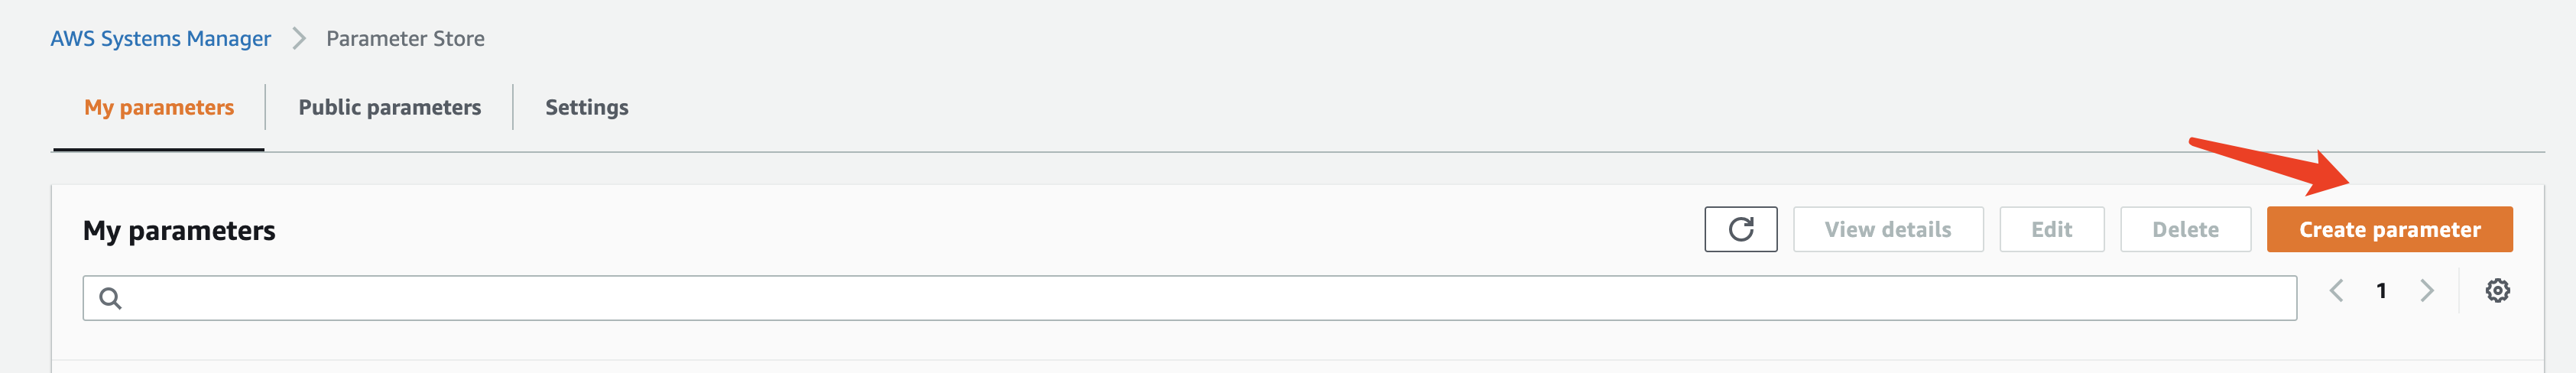 AWS Systems Manager > Parameter Store
My parameters Public parameters Settings
My parameters View details Edit Delete Create parameter
1